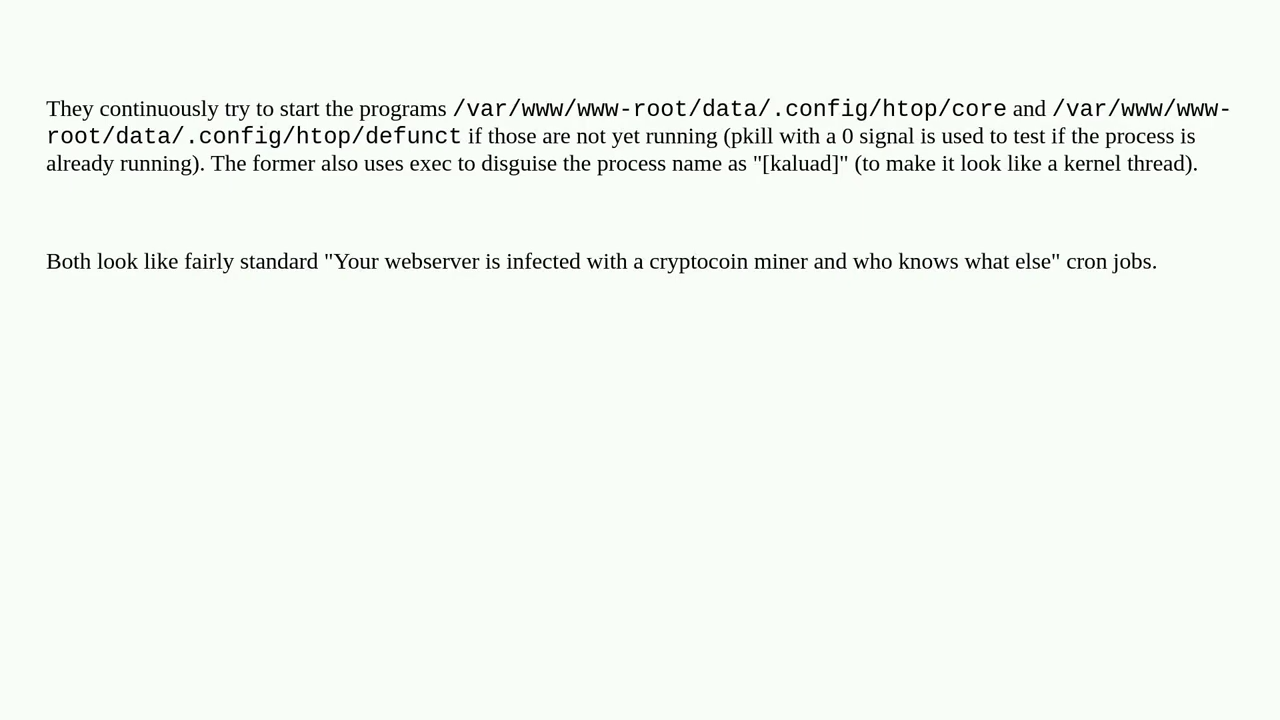 They continuously try to start the programs /var/www/www-root/data/.config/htop/core and /var/www/www-
root/data/.config/htop/defunct if those are not yet running (pkill with a 0 signal is used to test if the process is
already running). The former also uses exec to disguise the process name as "[kaluad]" (to make it look like a kernel thread).
Both look like fairly standard "Your webserver is infected with a cryptocoin miner and who knows what else" cron jobs.